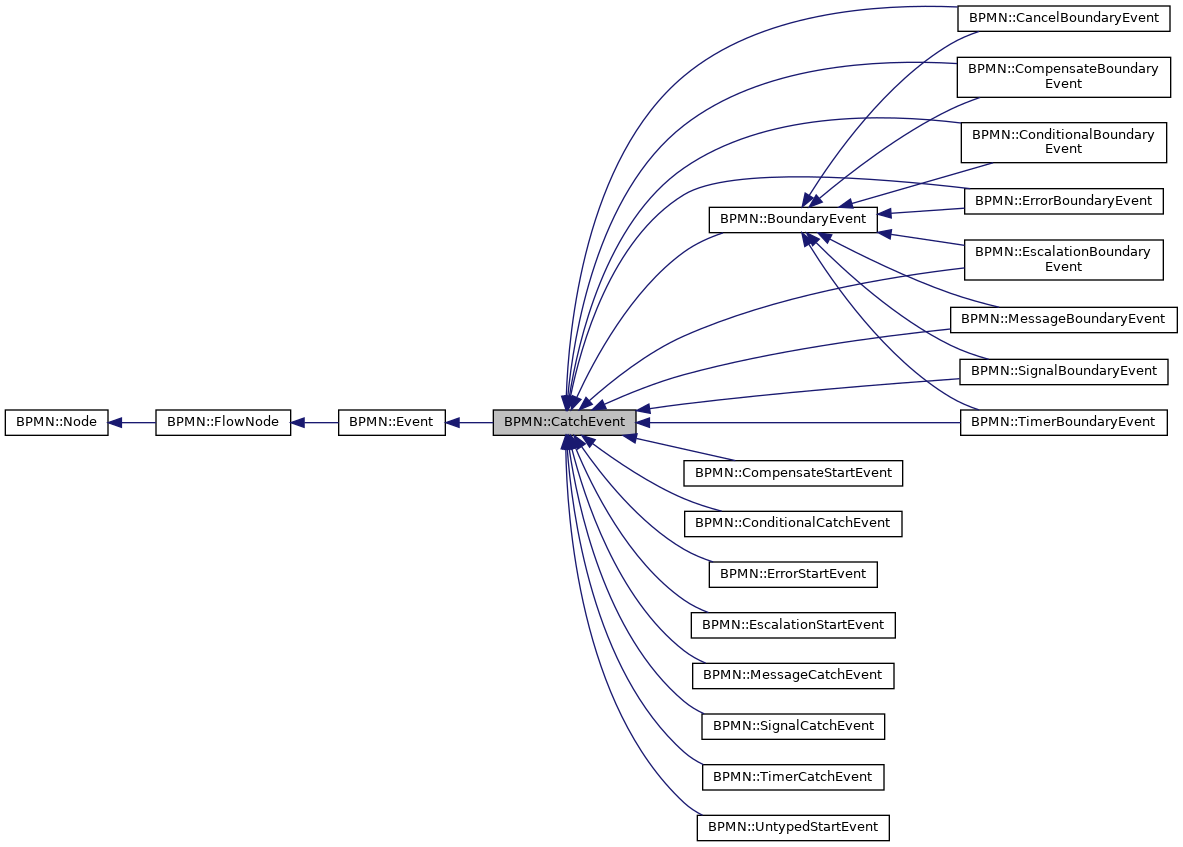 BPMN::CancelBoundaryEvent
BPMN::CompensateBoundary
Event
BPMN::ConditionalBoundary
Event
BPMN::ErrorBoundaryEvent
BPMN::BoundaryEvent
BPMN::EscalationBoundary
Event
BPMN::MessageBoundaryEvent
BPMN::SignalBoundaryEvent
BPMN::Node
BPMN::FlowNode
BPMN::Event
BPMN::CatchEvent
BPMN::TimerBoundaryEvent
BPMN::CompensateStartEvent
BPMN::ConditionalCatchEvent
BPMN::ErrorStartEvent
BPMN::EscalationStartEvent
BPMN::MessageCatchEvent
BPMN::SignalCatchEvent
BPMN::TimerCatchEvent
BPMN::UntypedStartEvent